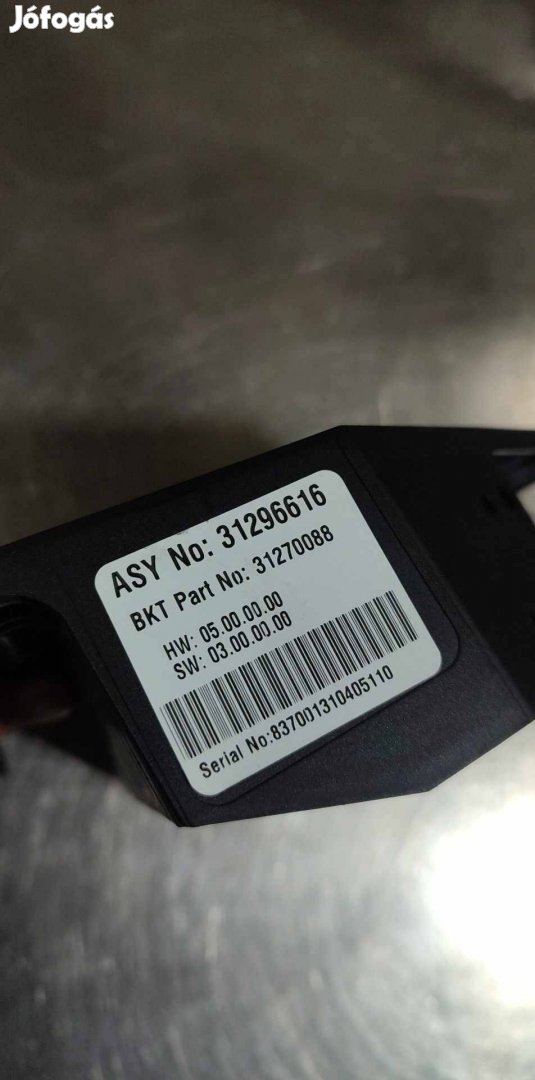 Jófogás
ASY No: 31296616
BKT Part No: 31270088
HW: 05.00.00.00
SW: 03.00.00.00
Serial No:837001310405110